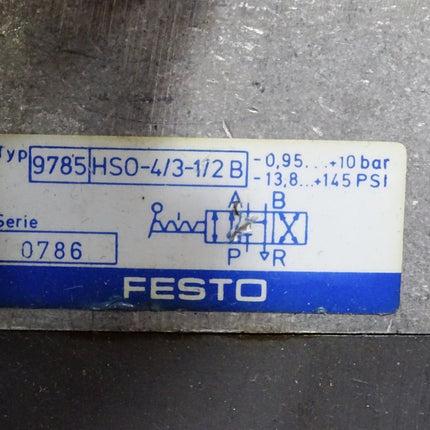 Typ 9785 HSO-4/3-1/2 B -0,95...+10 bar
-13,8...+145 PSI
A B
Serie
0786
P R
FESTO